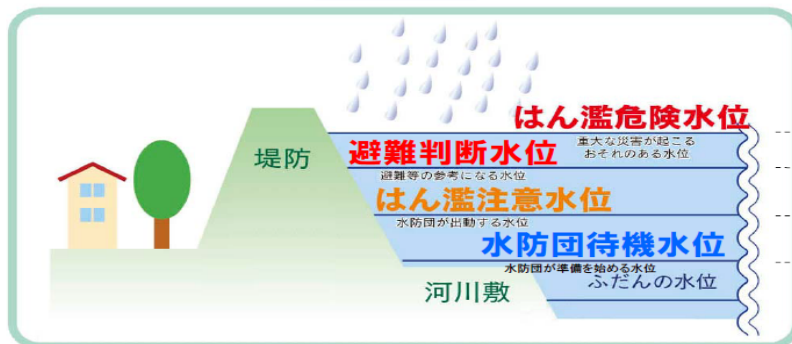 はん濫危険水位
重大な災害が起こる
おそれのある水位
堤防
避難判断水位
避難等の参考になる水位
はん濫注意水位
水防団が出動する水位
水防団待機水位
水防団が準備を始める水位
河川敷
ふだんの水位